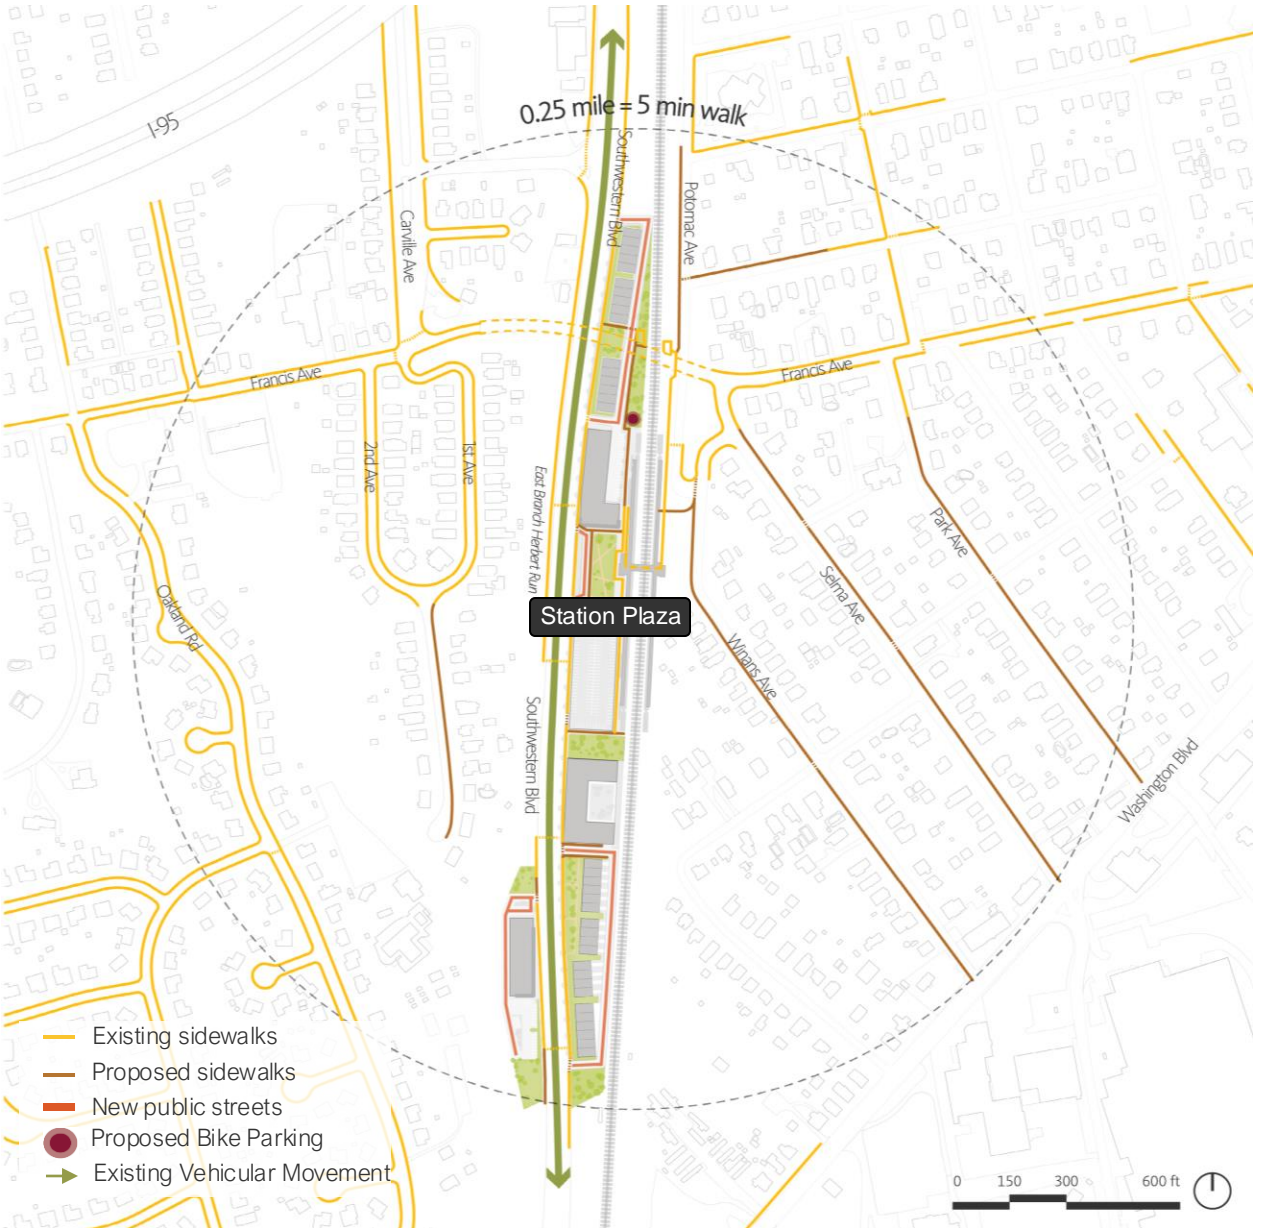 I-95
0.25 mile = 5 min walk
Southwestern Blvd
Potomac Ave
Carville Ave
Francis Ave
Francis Ave
2nd Ave
1st Ave
East Branch Herbert Run
Park Ave
Selma Ave
Oakland Rd
Station Plaza
Winans Ave
Southwestern Blvd
Washington Blvd
Existing sidewalks
Proposed sidewalks
New public streets
Proposed Bike Parking
Existing Vehicular Movement
0 150 300 600 ft